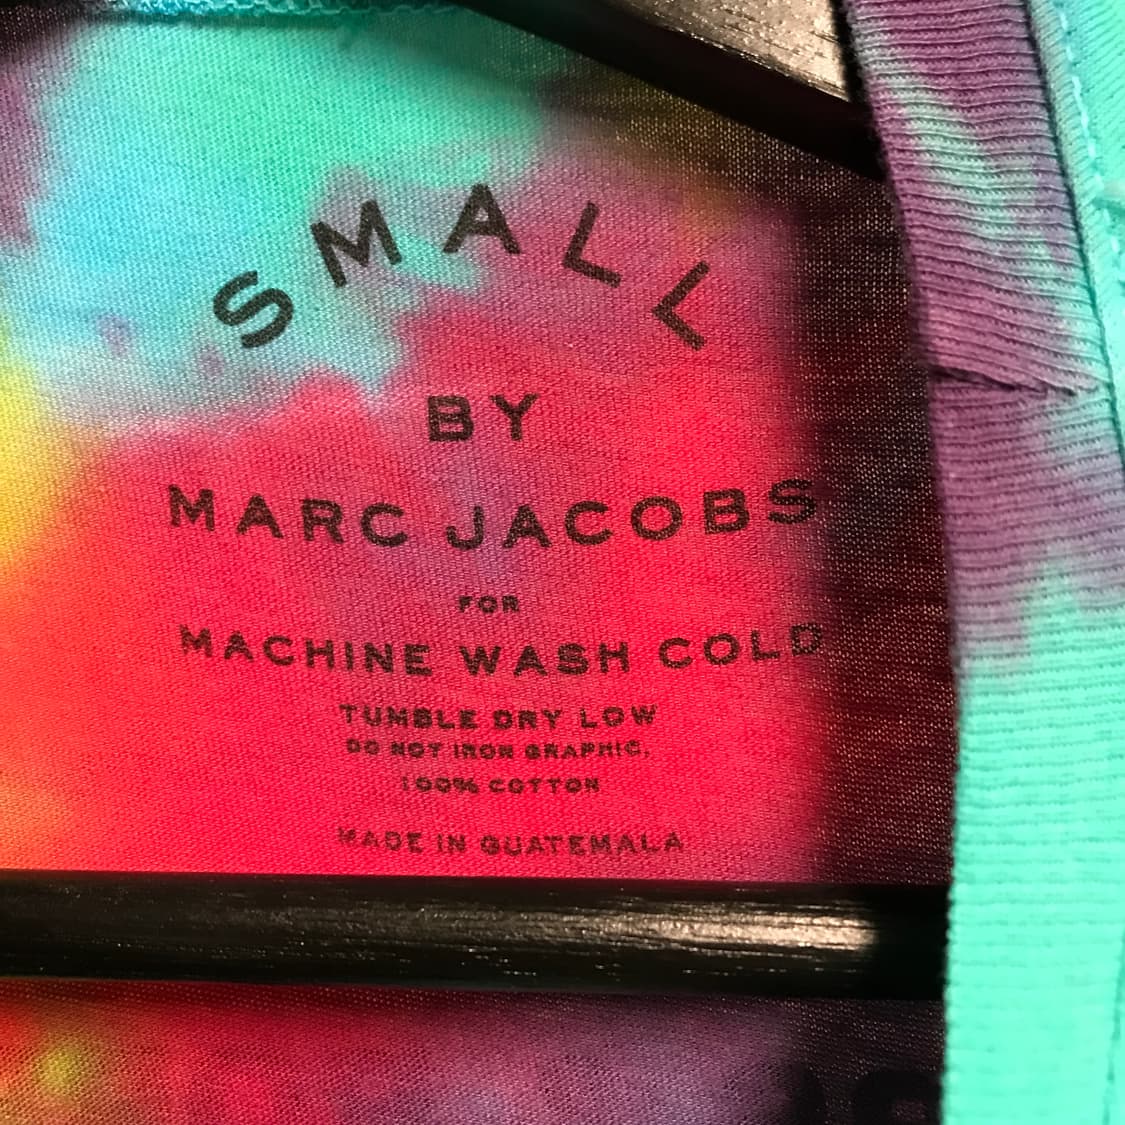 SMALL
BY
MARC JACOBS
FOR
MACHINE WASH COLD
TUMBLE DRY LOW
DO NOT IRON GRAPHIC.
100% COTTON
MADE IN GUATEMALA